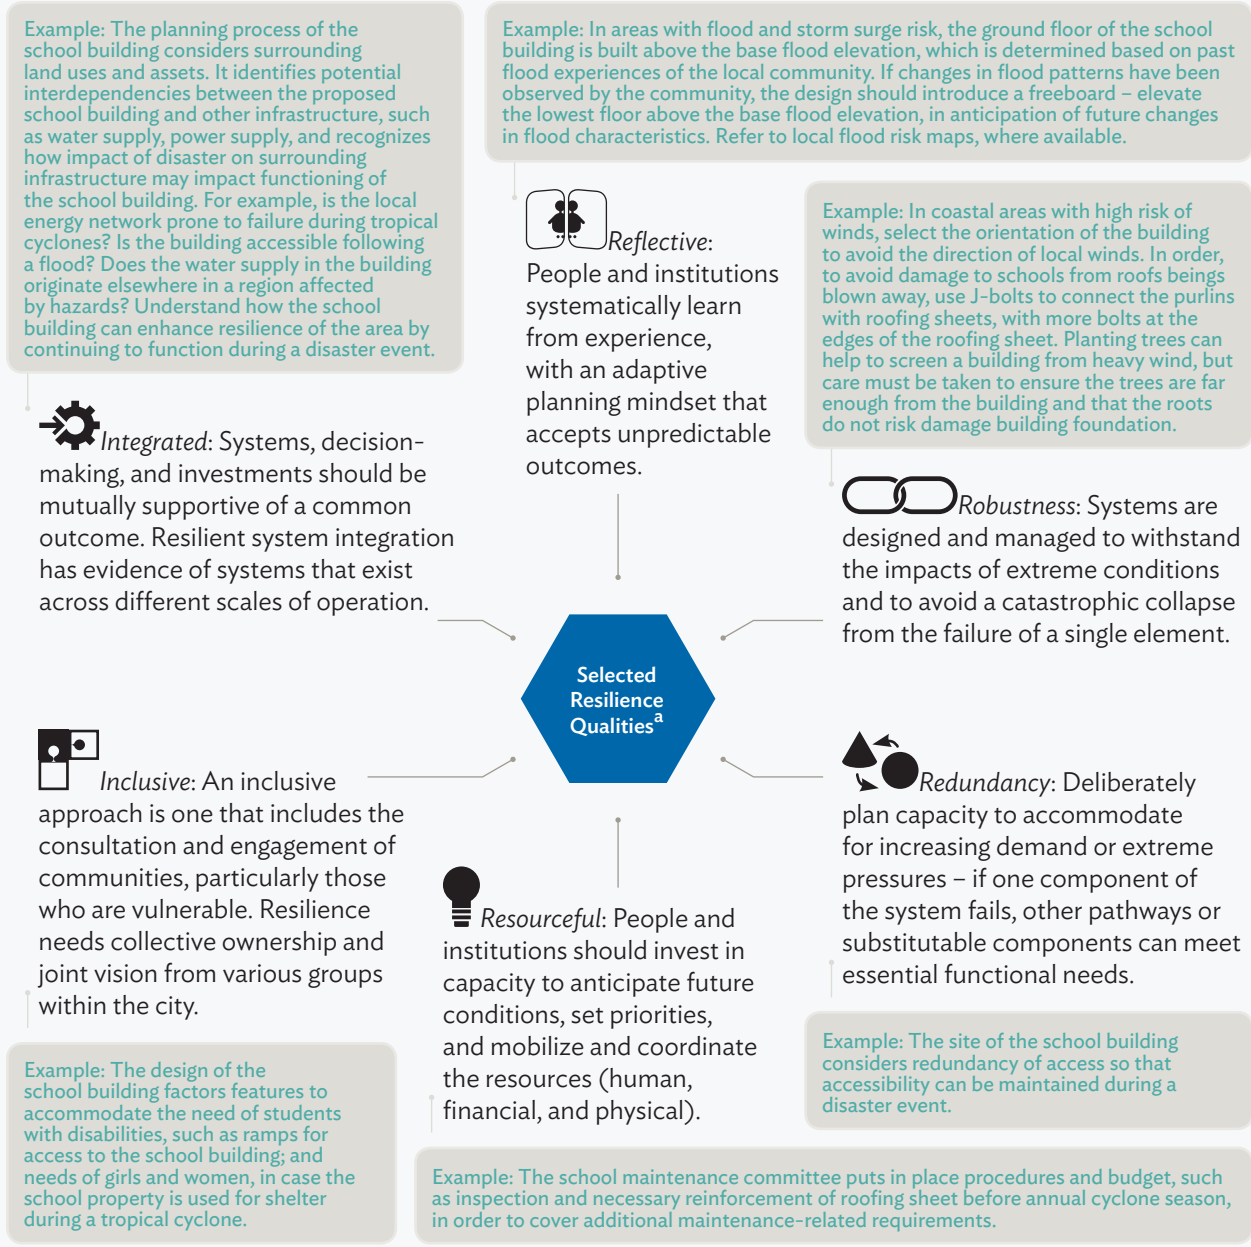 Example: The planning process of the
school building considers surrounding
land uses and assets. It identifies potential
interdependencies between the proposed
school building and other infrastructure, such
as water supply, power supply, and recognizes
how impact of disaster on surrounding
infrastructure may impact functioning of
the school building. For example, is the local
energy network prone to failure during tropical
cyclones? Is the building accessible following
a flood? Does the water supply in the building
originate elsewhere in a region affected
by hazards? Understand how the school
building can enhance resilience of the area by
continuing to function during a disaster event.
Integrated: Systems, decision-
making, and investments should be
mutually supportive of a common
outcome. Resilient system integration
has evidence of systems that exist
across different scales of operation.
Example: In areas with flood and storm surge risk, the ground floor of the school
building is built above the base flood elevation, which is determined based on past
flood experiences of the local community. If changes in flood patterns have been
observed by the community, the design should introduce a freeboard – elevate
the lowest floor above the base flood elevation, in anticipation of future changes
in flood characteristics. Refer to local flood risk maps, where available.
Reflective:
People and institutions
systematically learn
from experience,
with an adaptive
planning mindset that
accepts unpredictable
outcomes.
Example: In coastal areas with high risk of
winds, select the orientation of the building
to avoid the direction of local winds. In order,
to avoid damage to schools from roofs beings
blown away, use J-bolts to connect the purlins
with roofing sheets, with more bolts at the
edges of the roofing sheet. Planting trees can
help to screen a building from heavy wind, but
care must be taken to ensure the trees are far
enough from the building and that the roots
do not risk damage building foundation.
Robustness: Systems are
designed and managed to withstand
the impacts of extreme conditions
and to avoid a catastrophic collapse
from the failure of a single element.
Selected
Resilience
Qualitiesa
Inclusive: An inclusive
approach is one that includes the
consultation and engagement of
communities, particularly those
who are vulnerable. Resilience
needs collective ownership and
joint vision from various groups
within the city.
Example: The design of the
school building factors features to
accommodate the need of students
with disabilities, such as ramps for
access to the school building; and
needs of girls and women, in case the
school property is used for shelter
during a tropical cyclone.
Resourceful: People and
institutions should invest in
capacity to anticipate future
conditions, set priorities,
and mobilize and coordinate
the resources (human,
financial, and physical).
Example: The school maintenance committee puts in place procedures and budget, such
as inspection and necessary reinforcement of roofing sheet before annual cyclone season,
in order to cover additional maintenance-related requirements.
Redundancy: Deliberately
plan capacity to accommodate
for increasing demand or extreme
pressures – if one component of
the system fails, other pathways or
substitutable components can meet
essential functional needs.
Example: The site of the school building
considers redundancy of access so that
accessibility can be maintained during a
disaster event.